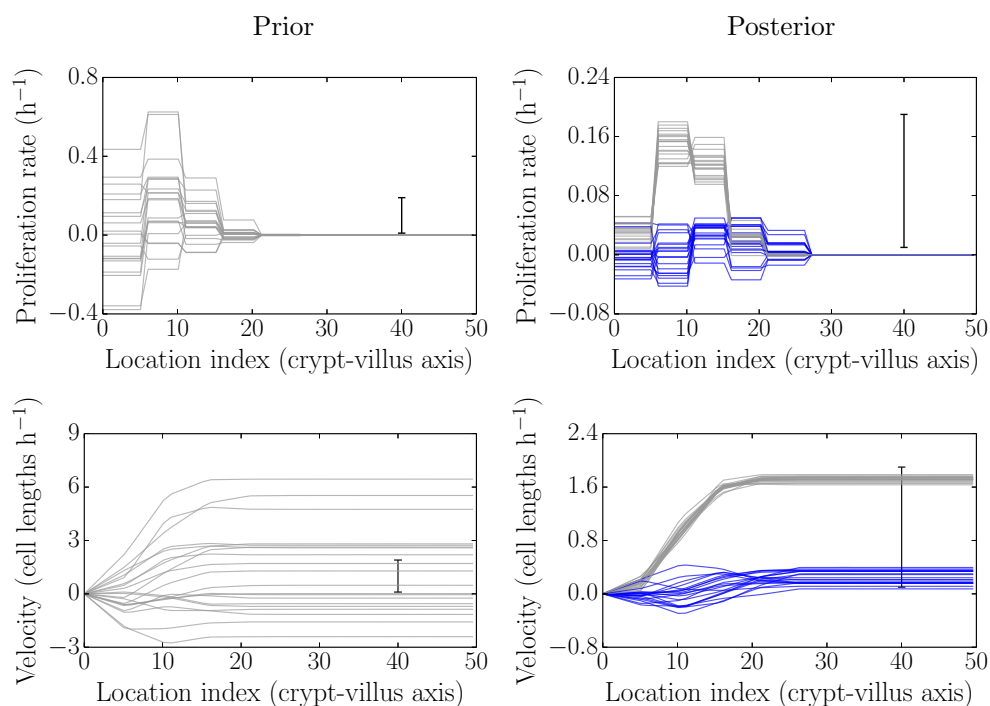 Prior
Posterior
Proliferation rate (h⁻¹)
0.8
0.4
0.0
−0.4
0 10 20 30 40 50
Location index (crypt-villus axis)
Proliferation rate (h⁻¹)
0.24
0.16
0.08
0.00
−0.08
0 10 20 30 40 50
Location index (crypt-villus axis)
Velocity (cell lengths h⁻¹)
9
6
3
0
−3
0 10 20 30 40 50
Location index (crypt-villus axis)
Velocity (cell lengths h⁻¹)
2.4
1.6
0.8
0.0
−0.8
0 10 20 30 40 50
Location index (crypt-villus axis)